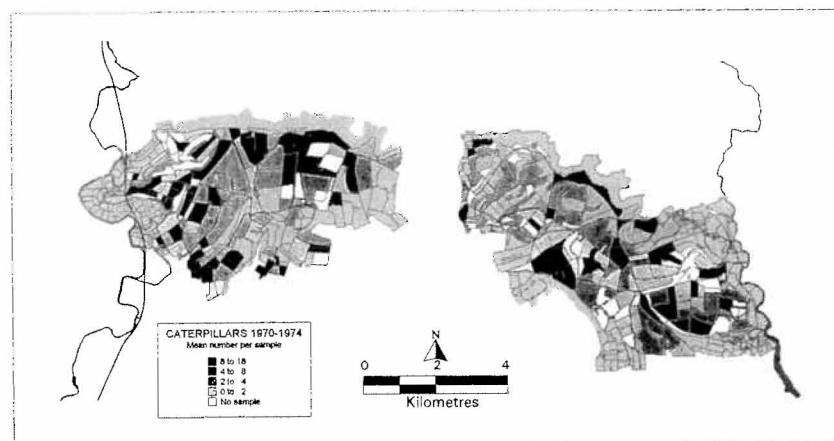 CATERPILLARS 1970-1974
Mean number per sample
8 to 18
4 to 8
2 to 4
0 to 2
No sample
N
0 2 4
Kilometres